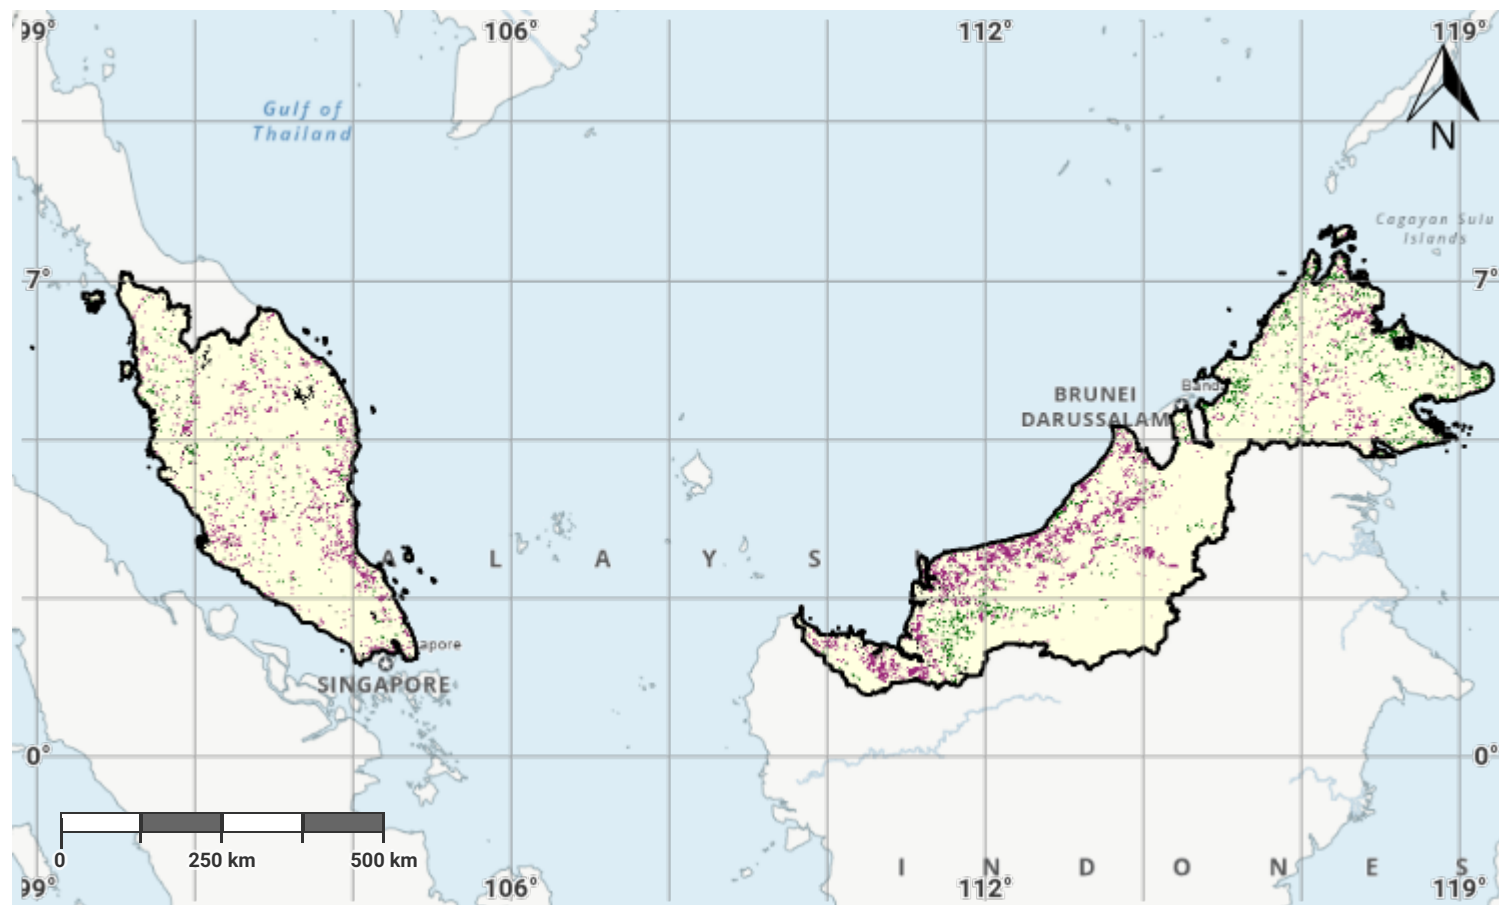 99° 106° 112° 119°
Gulf of
Thailand
N
Cagayan Sulu
Islands
7° 7°
BRUNEI
DARUSSALAM
A L A Y S
SINGAPORE
0° 0°
0 250 km 500 km
I N D O N E S
99° 106° 112° 119°